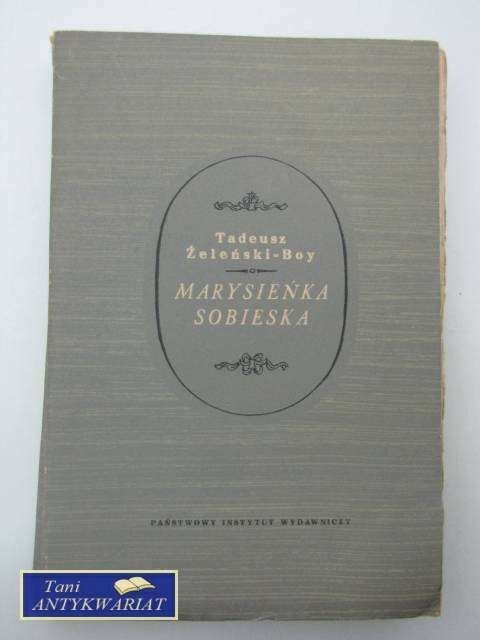 Tadeusz
Żeleński-Boy
MARYSIEŃKA
SOBIESKA
PAŃSTWOWY INSTYTUT WYDAWNICZY
Tani
ANTYKWARIAT